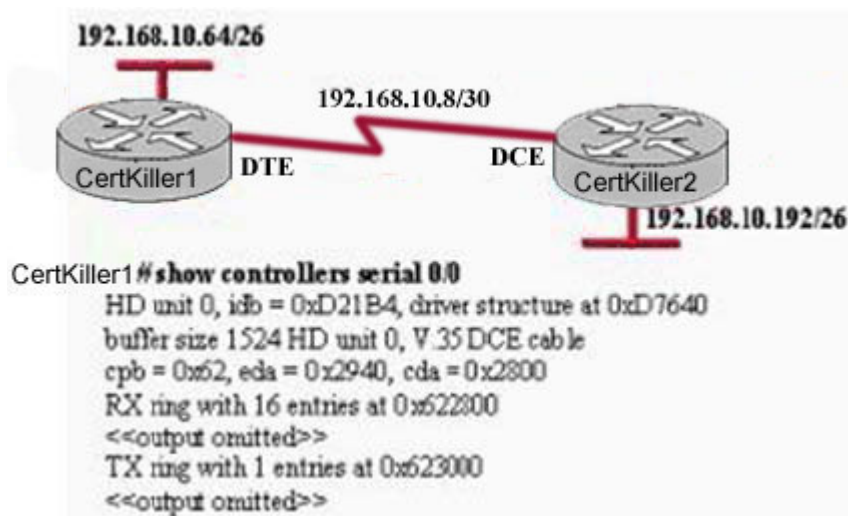 192.168.10.64/26
192.168.10.8/30
DTE
DCE
CertKiller1
CertKiller2
192.168.10.192/26
CertKiller1 # show controllers serial 0/0
HD unit 0, idb = 0xD21B4, driver structure at 0xD7640
buffer size 1524 HD unit 0, V.35 DCE cable
cpb = 0x62, eda = 0x2940, cda = 0x2800
RX ring with 16 entries at 0x622800
<<output omitted>>
TX ring with 1 entries at 0x623000
<<output omitted>>